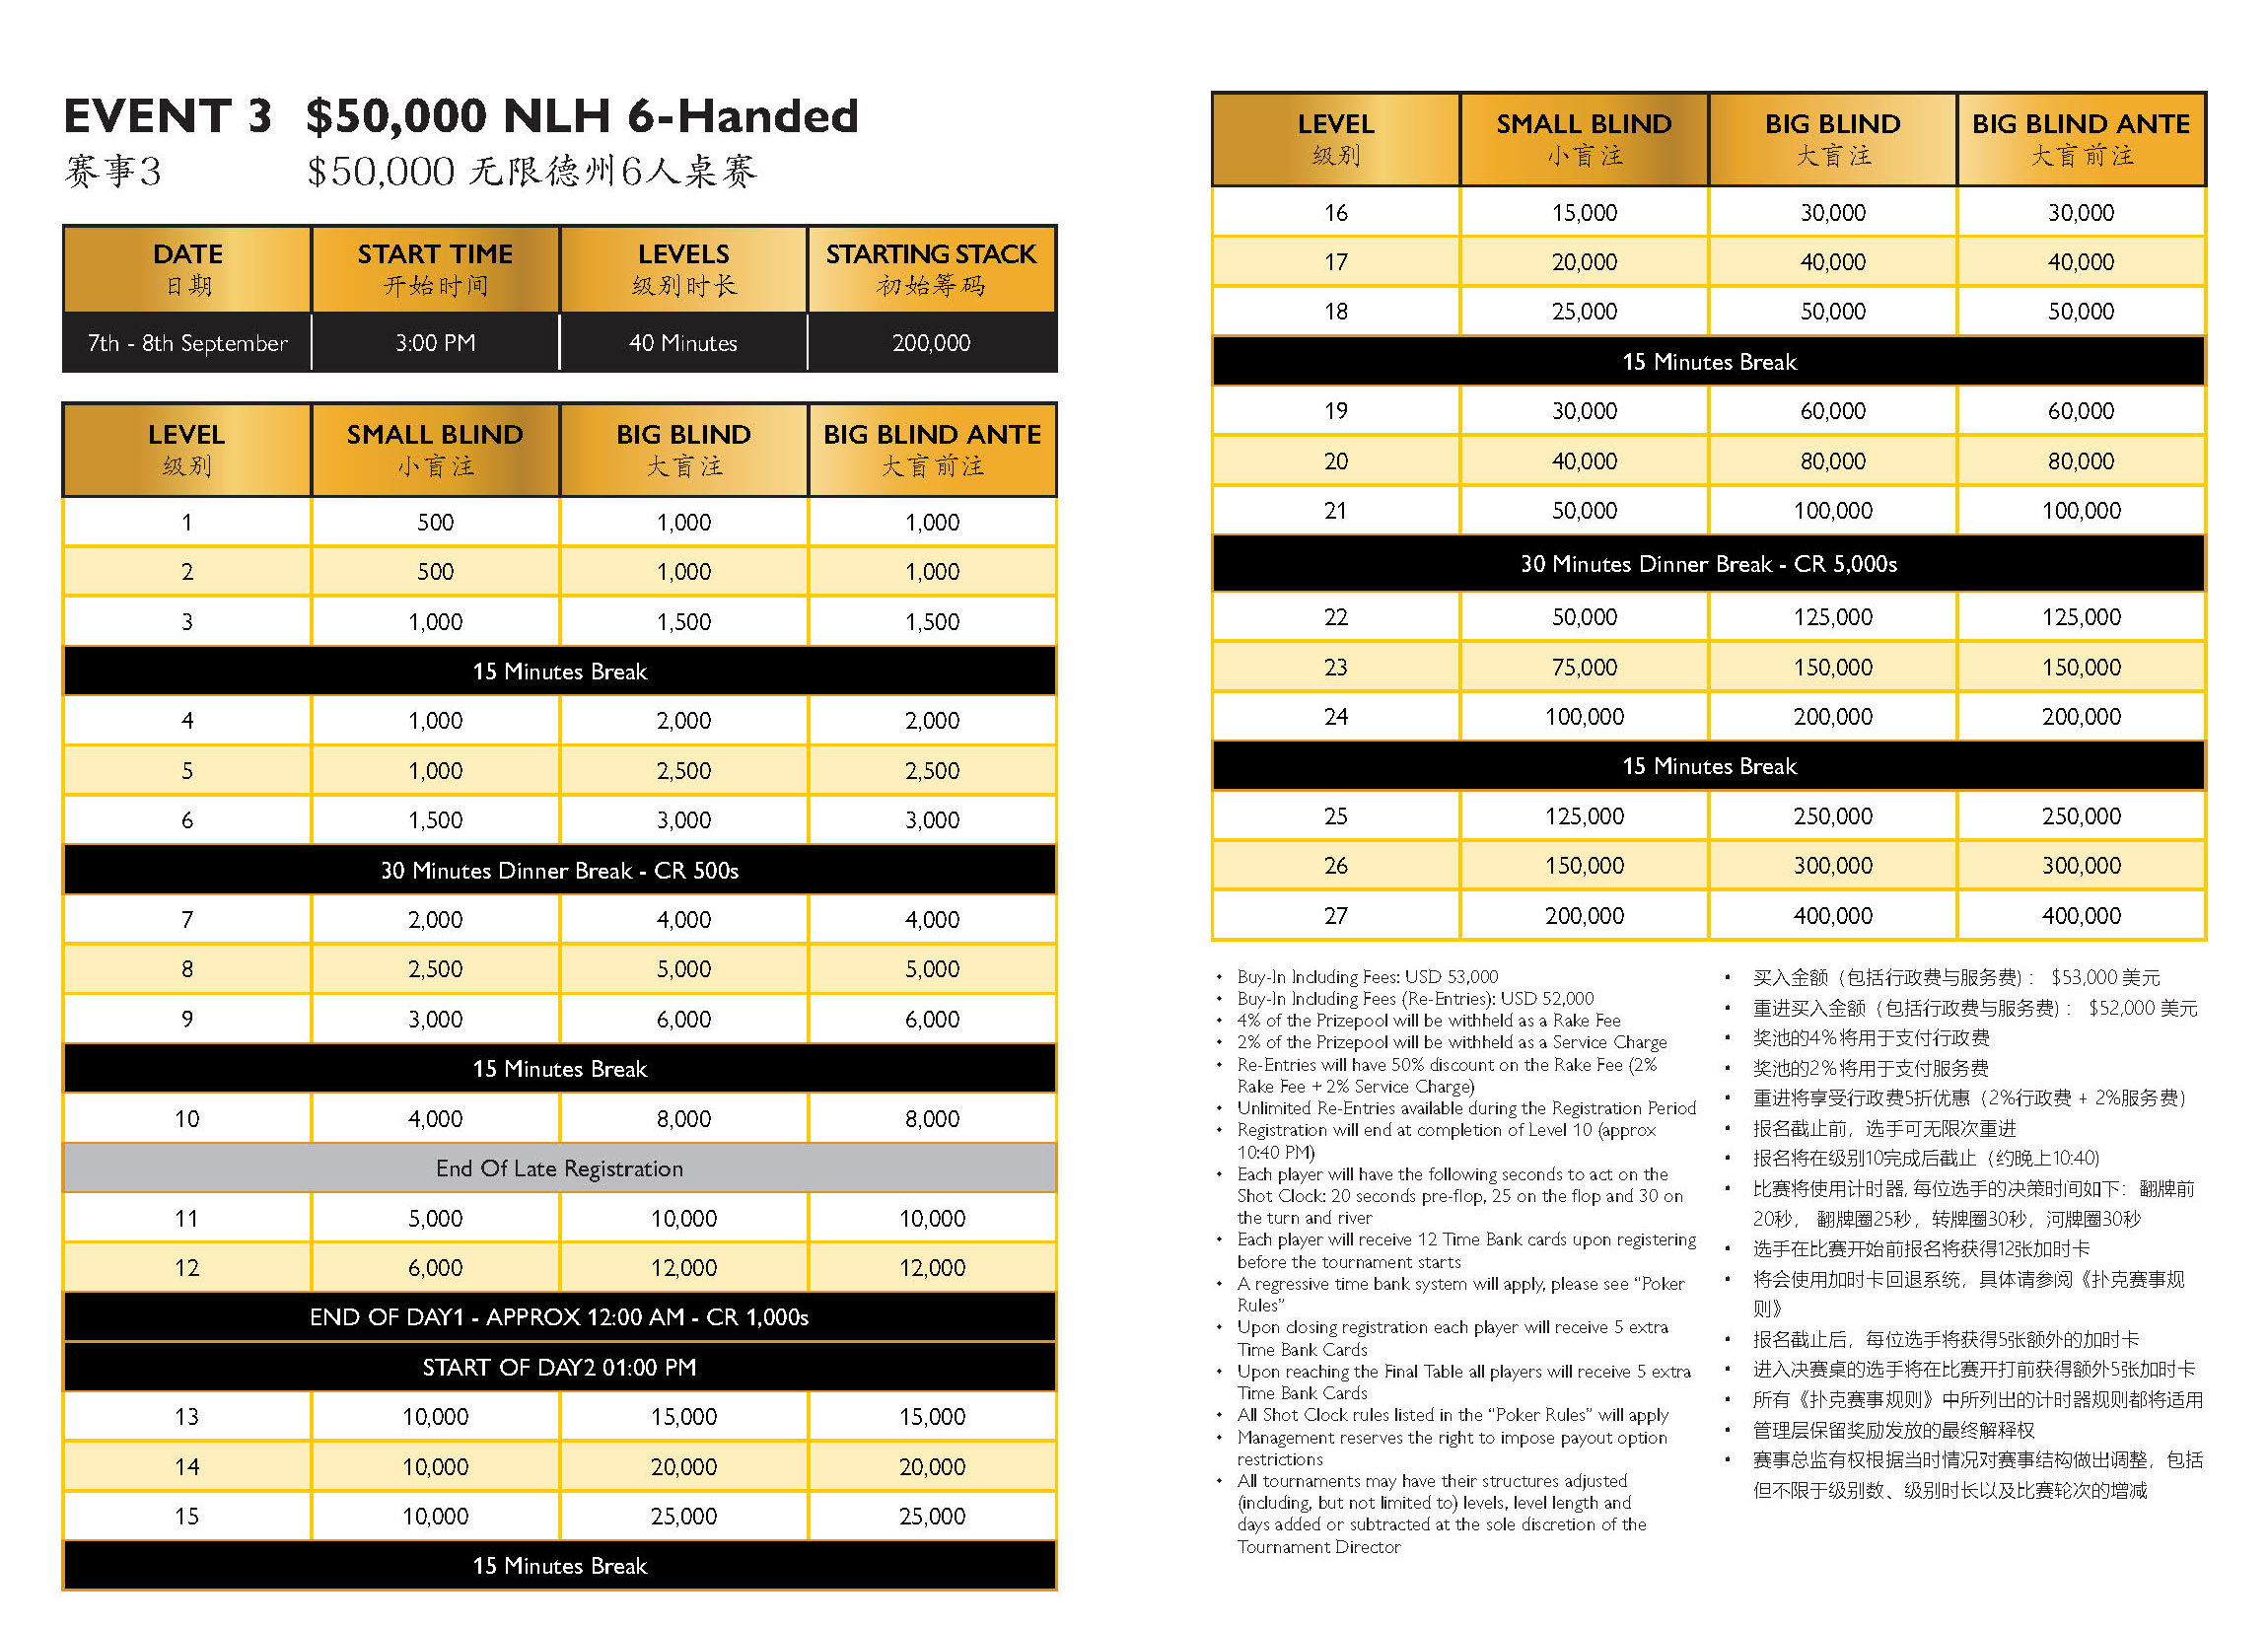 EVENT 3 $50,000 NLH 6-Handed
赛事3 $50,000 无限德州6人桌赛
DATE START TIME LEVELS STARTING STACK
日期 开始时间 级别时长 初始筹码
7th - 8th September 3:00 PM 40 Minutes 200,000
LEVEL SMALL BLIND BIG BLIND BIG BLIND ANTE
级别 小盲注 大盲注 大盲前注
1 500 1,000 1,000
2 500 1,000 1,000
3 1,000 1,500 1,500
15 Minutes Break
4 1,000 2,000 2,000
5 1,000 2,500 2,500
6 1,500 3,000 3,000
30 Minutes Dinner Break - CR 500s
7 2,000 4,000 4,000
8 2,500 5,000 5,000
9 3,000 6,000 6,000
15 Minutes Break
10 4,000 8,000 8,000
End Of Late Registration
11 5,000 10,000 10,000
12 6,000 12,000 12,000
END OF DAY1 - APPROX 12:00 AM - CR 1,000s
START OF DAY2 01:00 PM
13 10,000 15,000 15,000
14 10,000 20,000 20,000
15 10,000 25,000 25,000
15 Minutes Break
LEVEL SMALL BLIND BIG BLIND BIG BLIND ANTE
级别 小盲注 大盲注 大盲前注
16 15,000 30,000 30,000
17 20,000 40,000 40,000
18 25,000 50,000 50,000
15 Minutes Break
19 30,000 60,000 60,000
20 40,000 80,000 80,000
21 50,000 100,000 100,000
30 Minutes Dinner Break - CR 5,000s
22 50,000 125,000 125,000
23 75,000 150,000 150,000
24 100,000 200,000 200,000
15 Minutes Break
25 125,000 250,000 250,000
26 150,000 300,000 300,000
27 200,000 400,000 400,000
• Buy-In Including Fees: USD 53,000
• Buy-In Including Fees (Re-Entries): USD 52,000
• 4% of the Prizepool will be withheld as a Rake Fee
• 2% of the Prizepool will be withheld as a Service Charge
• Re-Entries will have 50% discount on the Rake Fee (2%
Rake Fee + 2% Service Charge)
• Unlimited Re-Entries available during the Registration Period
• Registration will end at completion of Level 10 (approx
10:40 PM)
• Each player will have the following seconds to act on the
Shot Clock: 20 seconds pre-flop, 25 on the flop and 30 on
the turn and river
• Each player will receive 12 Time Bank cards upon registering
before the tournament starts
• A regressive time bank system will apply, please see “Poker
Rules”
• Upon closing registration each player will receive 5 extra
Time Bank Cards
• Upon reaching the Final Table all players will receive 5 extra
Time Bank Cards
• All Shot Clock rules listed in the “Poker Rules” will apply
• Management reserves the right to impose payout option
restrictions
• All tournaments may have their structures adjusted
(including, but not limited to) levels, level length and
days added or subtracted at the sole discretion of the
Tournament Director
• 买入金额（包括行政费与服务费）： $53,000 美元
• 重进买入金额（包括行政费与服务费）： $52,000 美元
• 奖池的4%将用于支付行政费
• 奖池的2%将用于支付服务费
• 重进将享受行政费5折优惠（2%行政费 + 2%服务费）
• 报名截止前，选手可无限次重进
• 报名将在级别10完成后截止（约晚上10:40)
• 比赛将使用计时器, 每位选手的决策时间如下：翻牌前
20秒， 翻牌圈25秒，转牌圈30秒，河牌圈30秒
• 选手在比赛开始前报名将获得12张加时卡
• 将会使用加时卡回退系统，具体请参阅《扑克赛事规
则》
• 报名截止后，每位选手将获得5张额外的加时卡
• 进入决赛桌的选手将在比赛开打前获得额外5张加时卡
• 所有《扑克赛事规则》中所列出的计时器规则都将适用
• 管理层保留奖励发放的最终解释权
• 赛事总监有权根据当时情况对赛事结构做出调整，包括
但不限于级别数、级别时长以及比赛轮次的增减